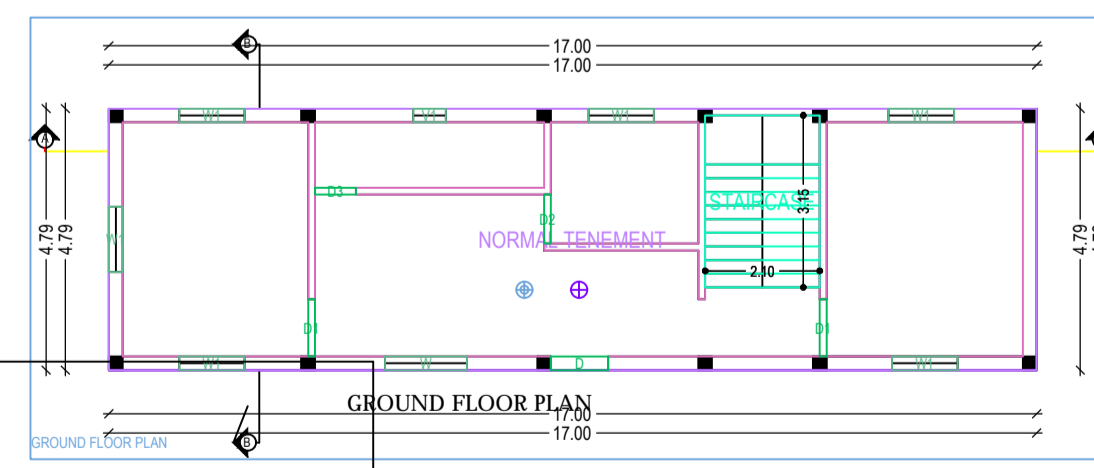 B
17.00
17.00
W1
V1
W1
W1
A
D3
STAIRCASE
3.15
D2
W1
NORMAL TENEMENT
4.79
4.79
4.79
2.10
D1
D1
W1
W
D
W1
GROUND FLOOR PLAN
17.00
17.00
GROUND FLOOR PLAN
B